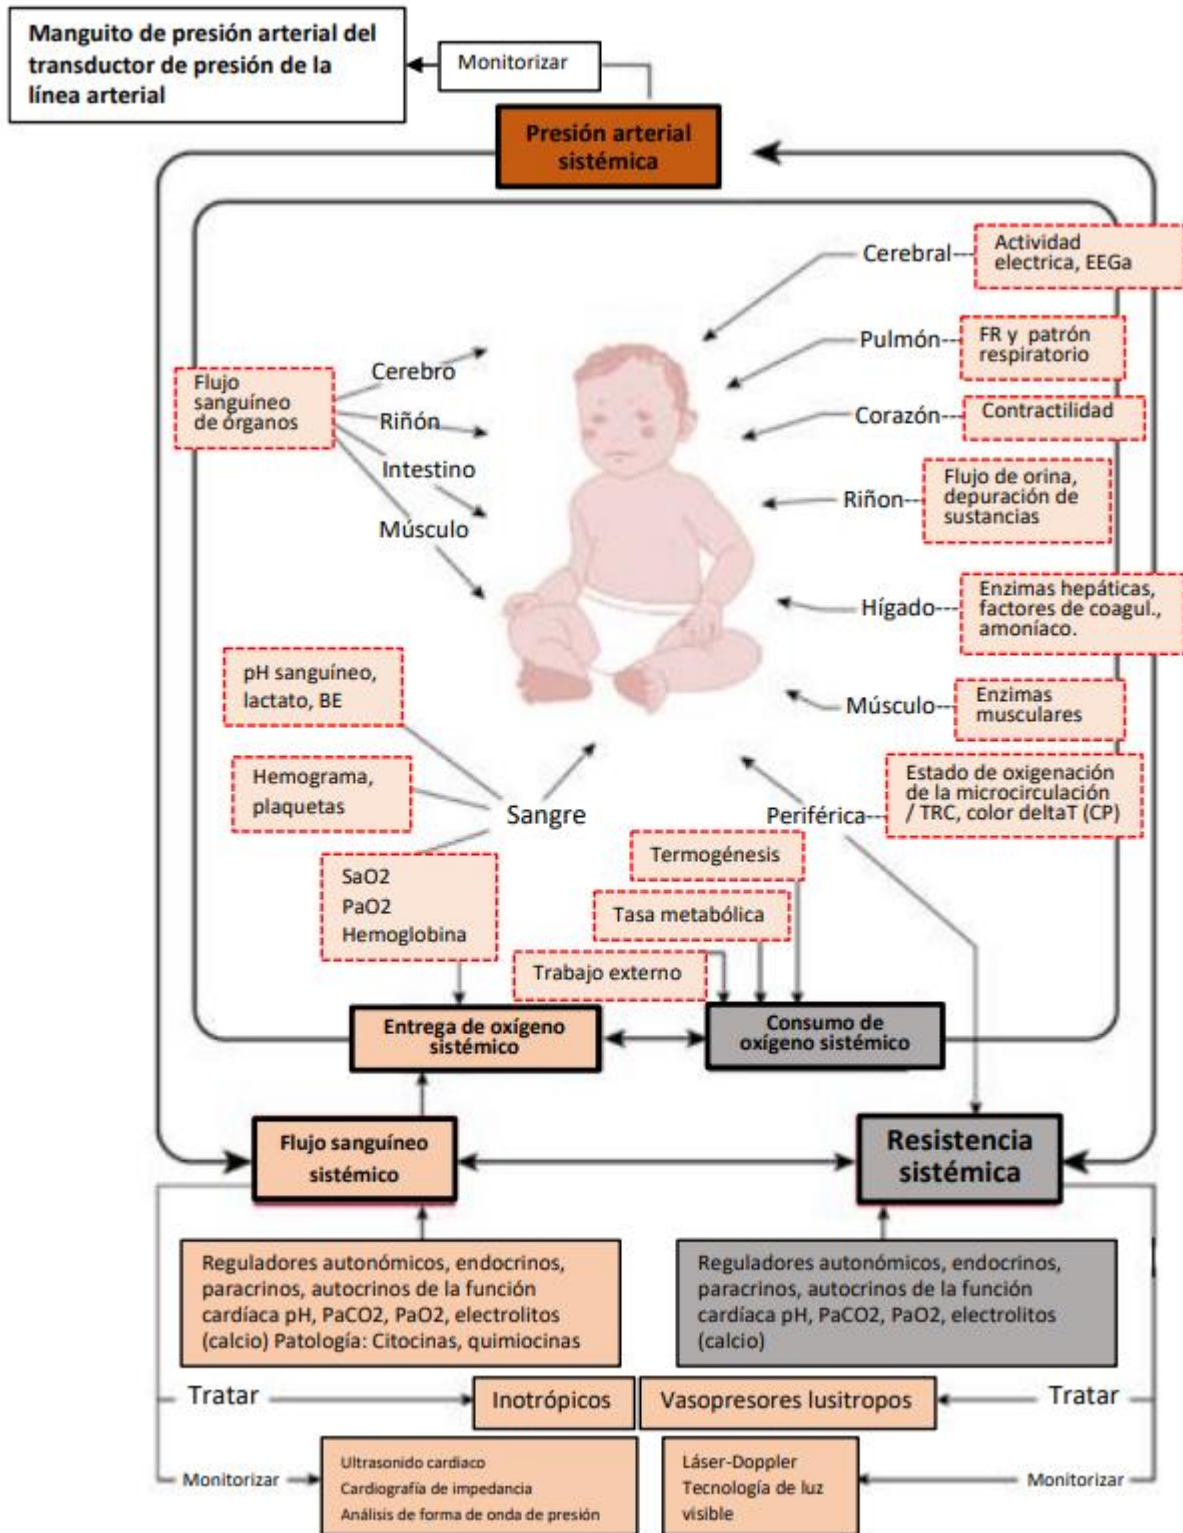 Manguito de presión arterial del
transductor de presión de la
línea arterial
Monitorizar
Presión arterial
sistémica
Cerebral
Actividad
electrica, EEGa
Pulmón
FR y patrón
respiratorio
Corazón
Contractilidad
Riñon
Flujo de orina,
depuración de
sustancias
Hígado
Enzimas hepáticas,
factores de coagul.,
amoníaco.
Músculo
Enzimas
musculares
Periférica
Estado de oxigenación
de la microcirculación
/ TRC, color deltaT (CP)
Flujo
sanguíneo
de órganos
Cerebro
Riñón
Intestino
Músculo
pH sanguíneo,
lactato, BE
Hemograma,
plaquetas
Sangre
SaO2
PaO2
Hemoglobina
Termogénesis
Tasa metabólica
Trabajo externo
Entrega de oxígeno
sistémico
Consumo de
oxígeno sistémico
Flujo sanguíneo
sistémico
Resistencia
sistémica
Reguladores autonómicos, endocrinos,
paracrinos, autocrinos de la función
cardíaca pH, PaCO2, PaO2, electrolitos
(calcio) Patología: Citocinas, quimiocinas
Reguladores autonómicos, endocrinos,
paracrinos, autocrinos de la función
cardíaca pH, PaCO2, PaO2, electrolitos
(calcio)
Tratar
Inotrópicos
Vasopresores lusitropos
Tratar
Monitorizar
Ultrasonido cardiaco
Cardiografía de impedancia
Análisis de forma de onda de presión
Láser-Doppler
Tecnología de luz
visible
Monitorizar